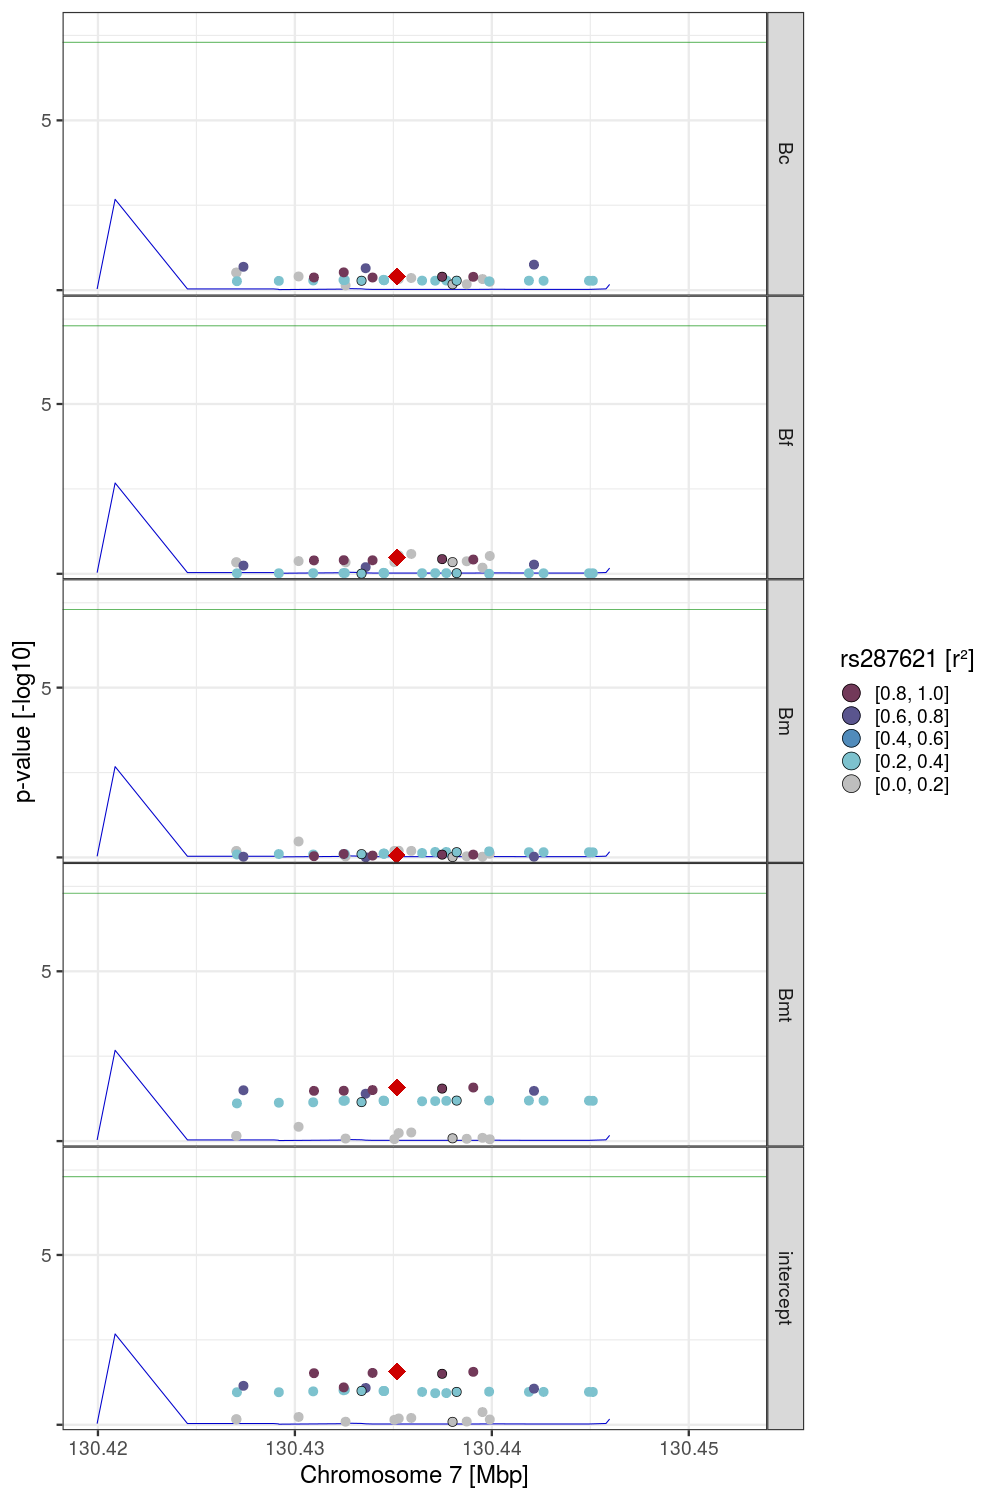 5
Bc
5
Bf
5
Bm
5
Bmt
5
intercept
p-value [-log10]
130.42 130.43 130.44 130.45
Chromosome 7 [Mbp]
rs287621 [r²]
[0.8, 1.0]
[0.6, 0.8]
[0.4, 0.6]
[0.2, 0.4]
[0.0, 0.2]